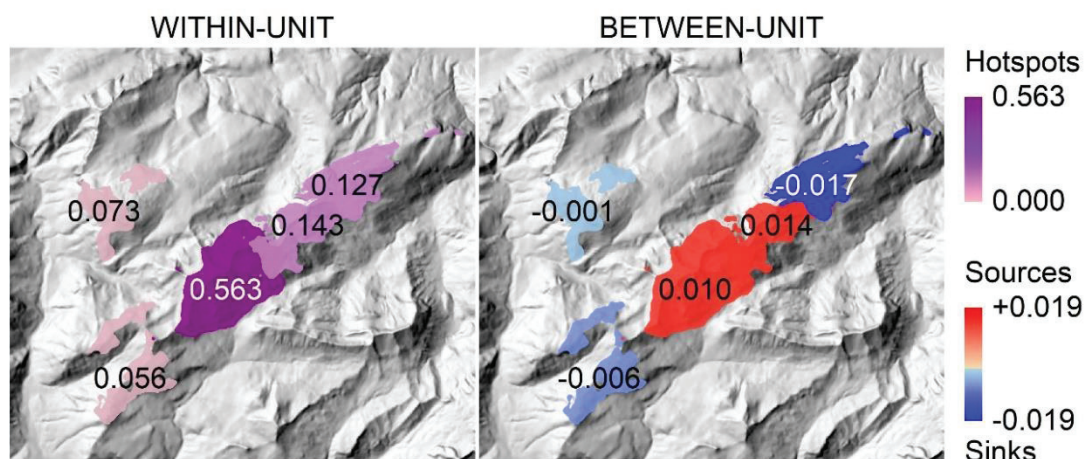 WITHIN-UNIT
BETWEEN-UNIT
0.127
0.073
0.143
0.563
0.056
-0.017
-0.001
0.014
0.010
-0.006
Hotspots
0.563
0.000
Sources
+0.019
-0.019
Sinks